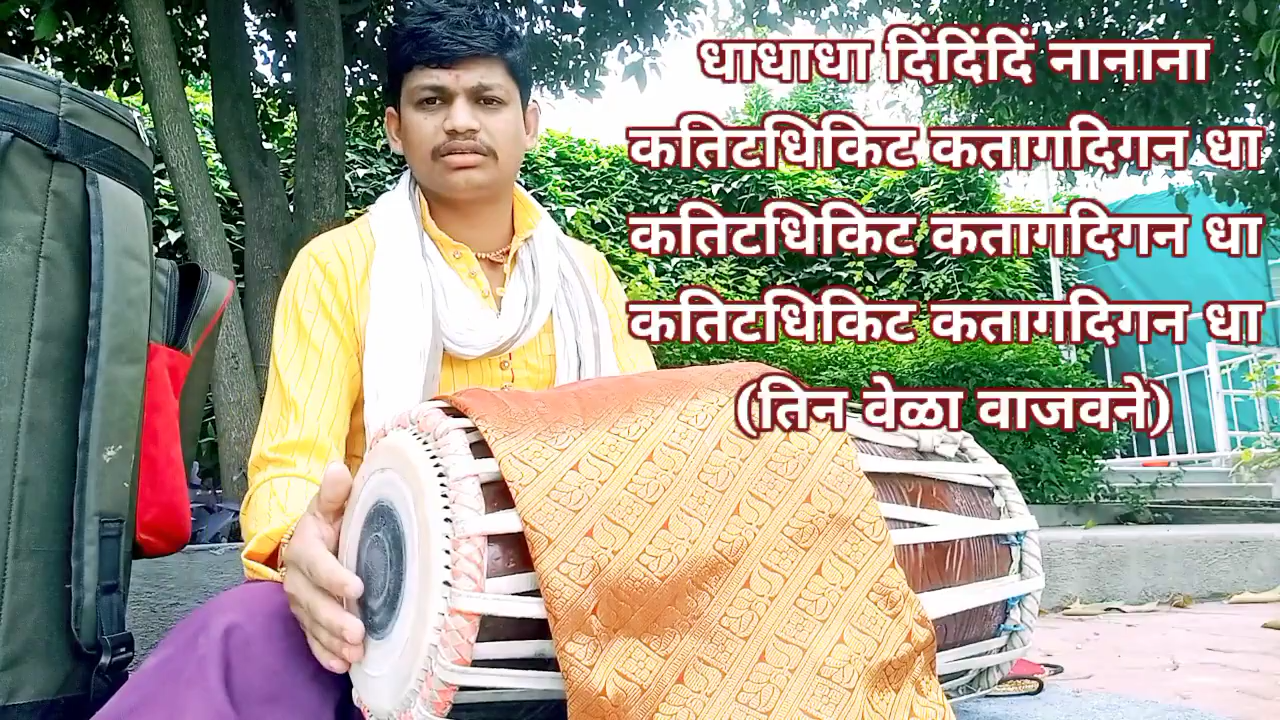 धाधाधा दिंदिंदिं नानाना
कतिटधिकिट कतागदिगन धा
कतिटधिकिट कतागदिगन धा
कतिटधिकिट कतागदिगन धा
(तिन वेळा वाजवने)